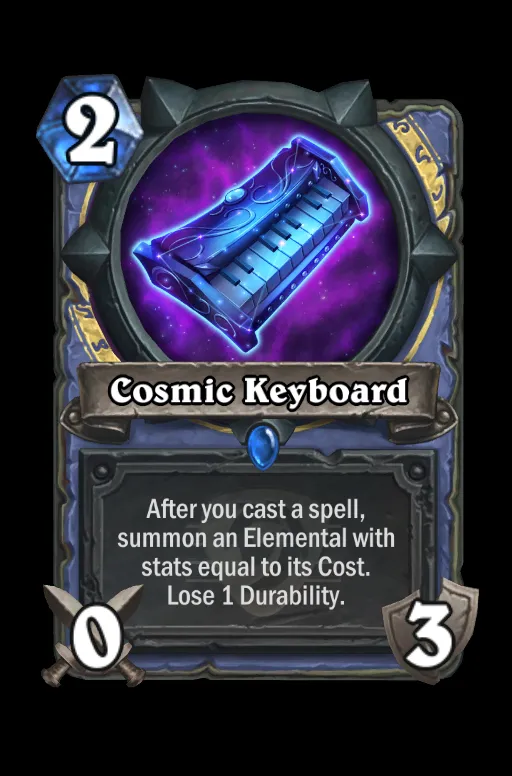 2
Cosmic Keyboard
After you cast a spell,
summon an Elemental with
stats equal to its Cost.
Lose 1 Durability.
0
3